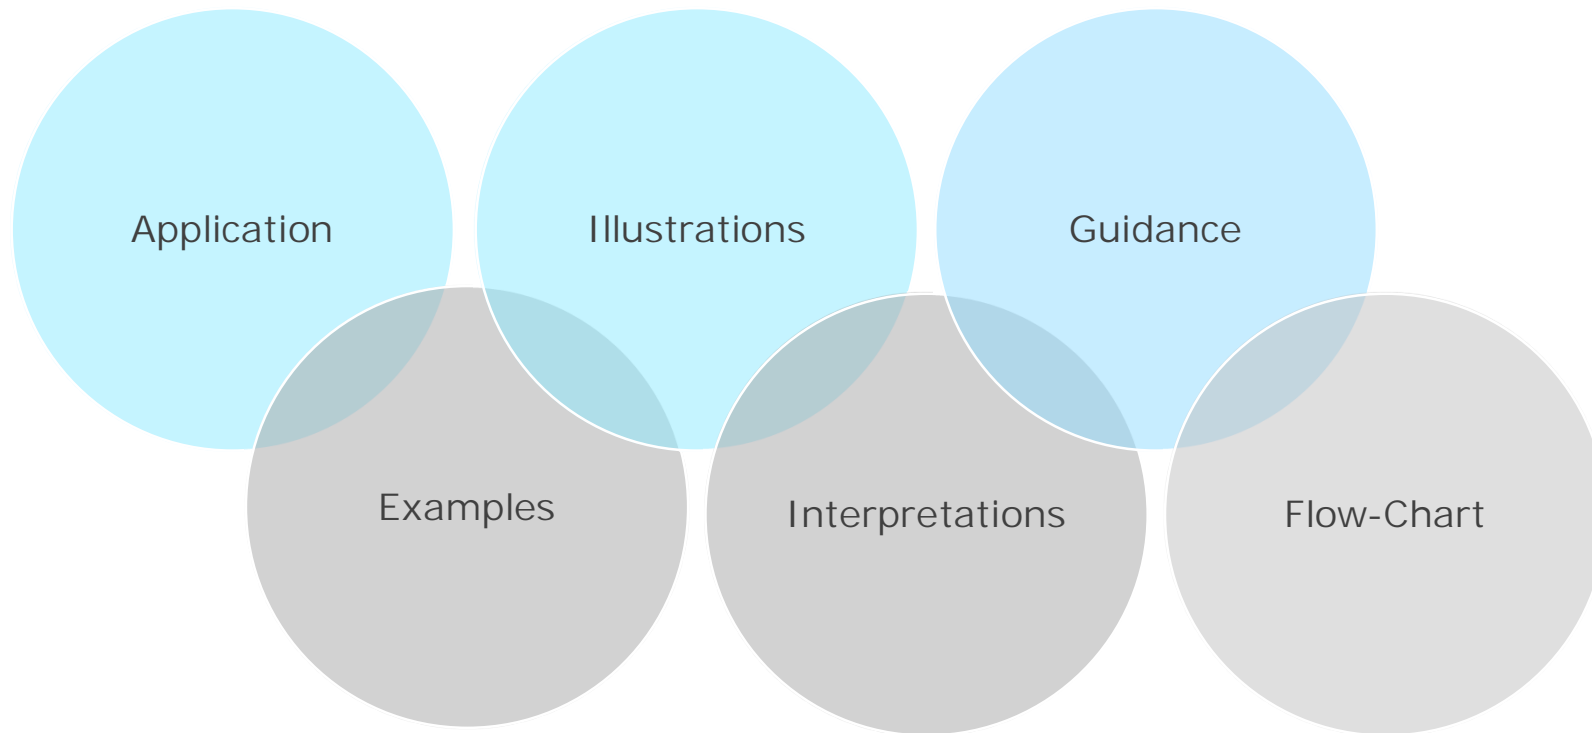 Application
Illustrations
Guidance
Examples
Interpretations
Flow-Chart